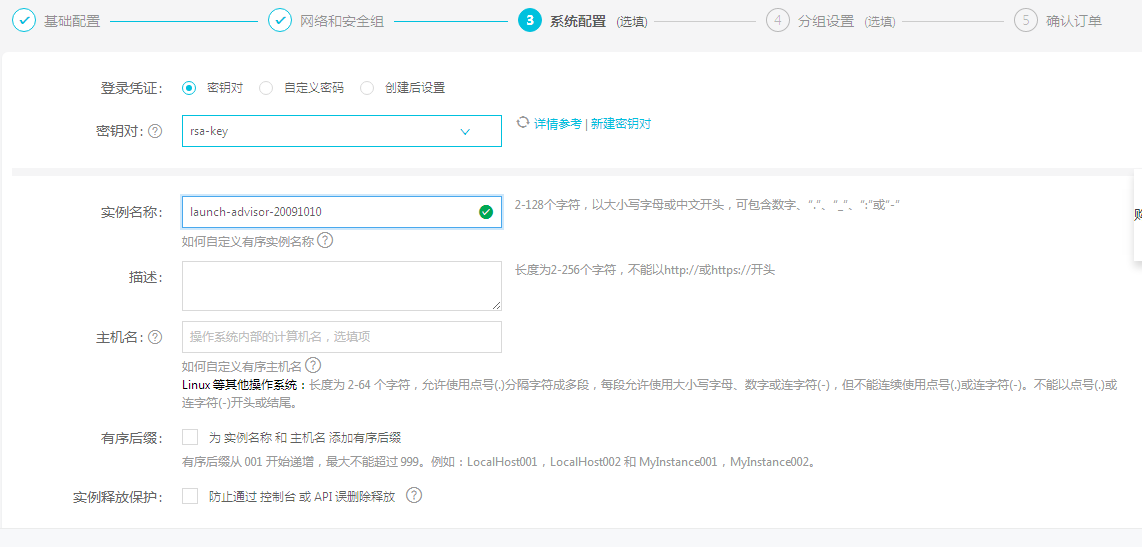 基础配置 网络和安全组 3 系统配置 (选填) 4 分组设置 (选填) 5 确认订单
登录凭证: 密钥对 自定义密码 创建后设置
密钥对: ? rsa-key 详情参考 | 新建密钥对
实例名称: launch-advisor-20091010 2-128个字符，以大小写字母或中文开头，可包含数字、“.”、“_”、“:”或“-”
如何自定义有序实例名称 ?
描述: 长度为2-256个字符，不能以http://或https://开头
主机名: ? 操作系统内部的计算机名，选填项
如何自定义有序主机名 ?
Linux 等其他操作系统：长度为 2-64 个字符，允许使用点号(.)分隔字符成多段，每段允许使用大小写字母、数字或连字符(-)，但不能连续使用点号(.)或连字符(-)。不能以点号(.)或
连字符(-)开头或结尾。
有序后缀: 为 实例名称 和 主机名 添加有序后缀
有序后缀从 001 开始递增，最大不能超过 999。例如：LocalHost001，LocalHost002 和 MyInstance001，MyInstance002。
实例释放保护: 防止通过 控制台 或 API 误删除释放 ?